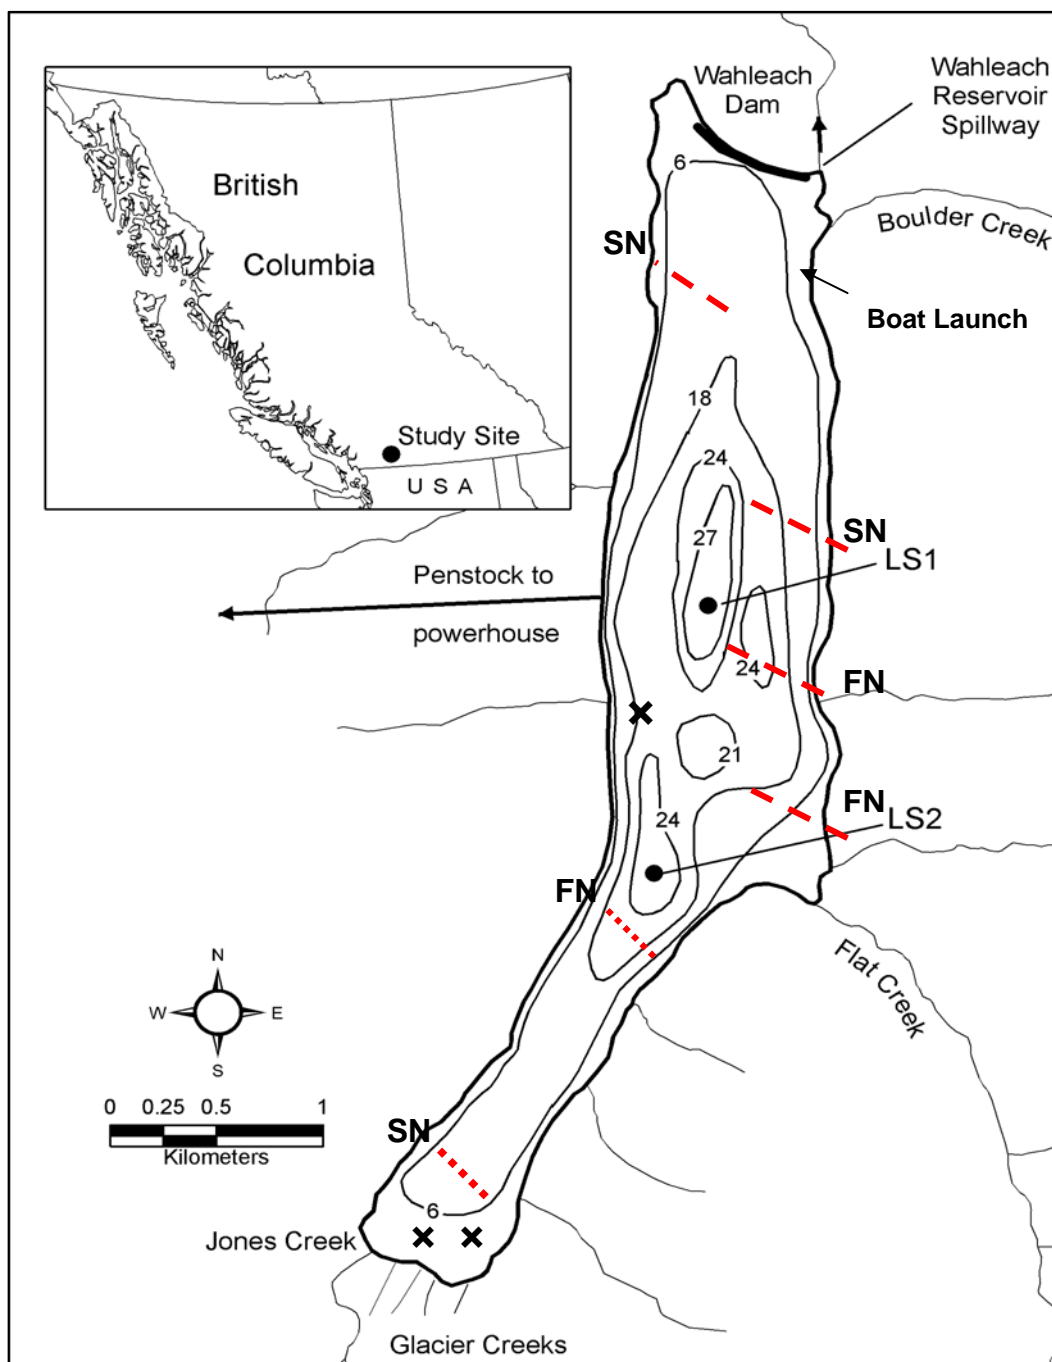 Wahleach
Dam
Wahleach
Reservoir
Spillway
6
British
Columbia
Study Site
U S A
Boulder Creek
SN
Boat Launch
18
24
27
SN
LS1
Penstock to
powerhouse
24
FN
21
FN
24
LS2
FN
Flat Creek
N
W E
S
0 0.25 0.5 1
Kilometers
SN
6
Jones Creek
Glacier Creeks